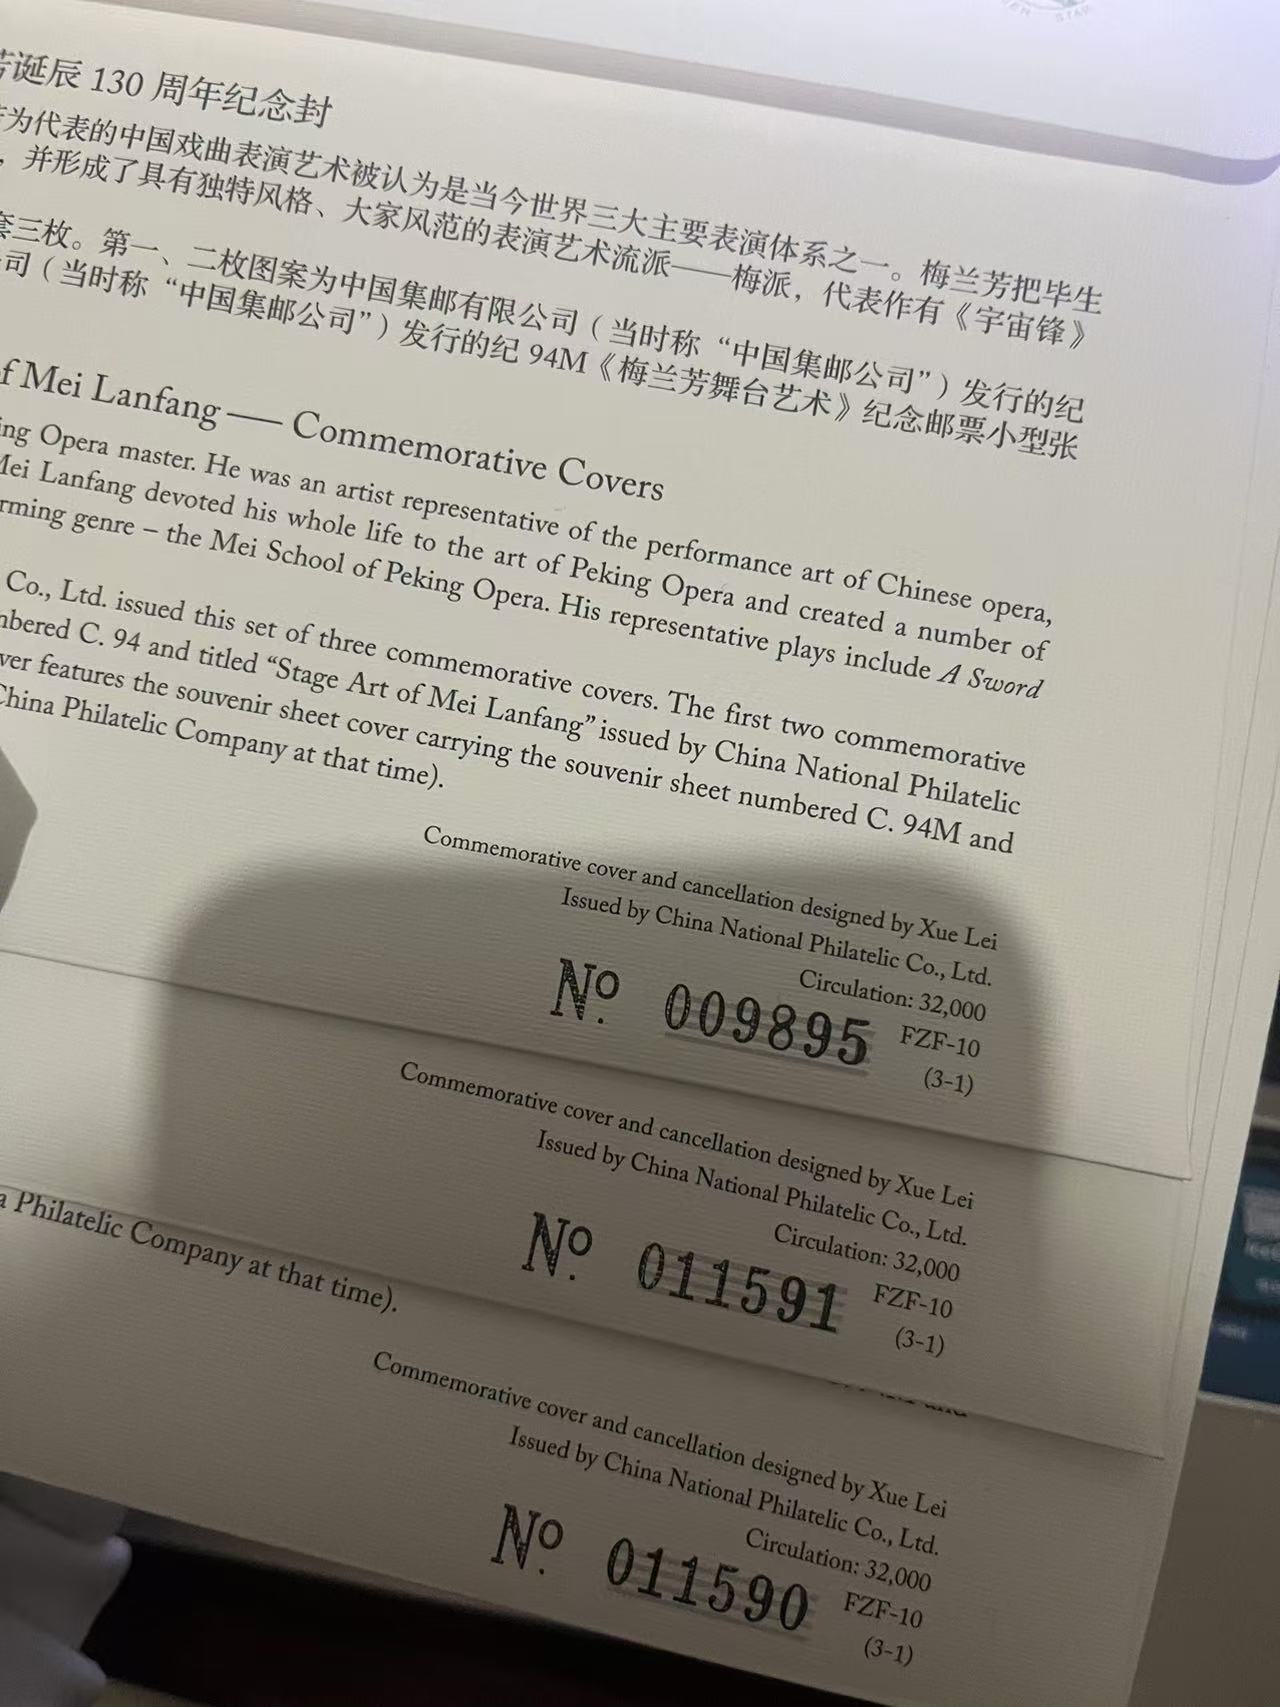 诞辰 130 周年纪念封
为代表的中国戏曲表演艺术被认为是当今世界三大主要表演体系之一。梅兰芳把毕生
，并形成了具有独特风格、大家风范的表演艺术流派——梅派，代表作有《宇宙锋》
套三枚。第一、二枚图案为中国集邮有限公司（当时称“中国集邮公司”）发行的纪
司（当时称“中国集邮公司”）发行的纪 94M《梅兰芳舞台艺术》纪念邮票小型张
of Mei Lanfang — Commemorative Covers
Opera master. He was an artist representative of the performance art of Chinese opera,
Mei Lanfang devoted his whole life to the art of Peking Opera and created a number of
genre – the Mei School of Peking Opera. His representative plays include A Sword
Co., Ltd. issued this set of three commemorative covers. The first two commemorative
C. 94 and titled “Stage Art of Mei Lanfang” issued by China National Philatelic
features the souvenir sheet cover carrying the souvenir sheet numbered C. 94M and
China Philatelic Company at that time).
Commemorative cover and cancellation designed by Xue Lei
Issued by China National Philatelic Co., Ltd.
Circulation: 32,000
№ 009895 FZF-10
(3-1)
Commemorative cover and cancellation designed by Xue Lei
Issued by China National Philatelic Co., Ltd.
Circulation: 32,000
№ 011591 FZF-10
(3-1)
Philatelic Company at that time).
Commemorative cover and cancellation designed by Xue Lei
Issued by China National Philatelic Co., Ltd.
Circulation: 32,000
№ 011590 FZF-10
(3-1)